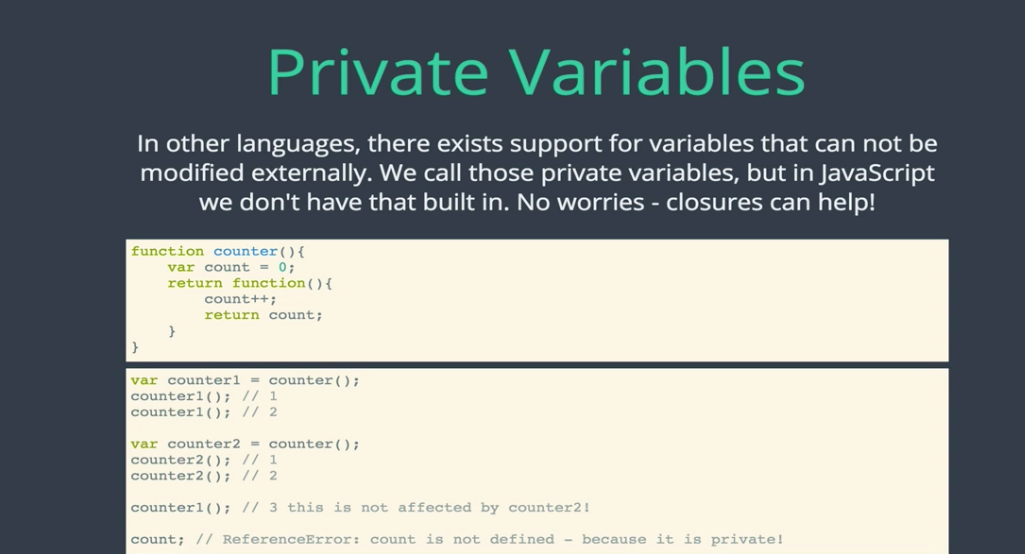 Private Variables
In other languages, there exists support for variables that can not be
modified externally. We call those private variables, but in JavaScript
we don't have that built in. No worries - closures can help!
function counter(){
    var count = 0;
    return function(){
        count++;
        return count;
    }
}
var counter1 = counter();
counter1(); // 1
counter1(); // 2
var counter2 = counter();
counter2(); // 1
counter2(); // 2
counter1(); // 3 this is not affected by counter2!
count; // ReferenceError: count is not defined - because it is private!